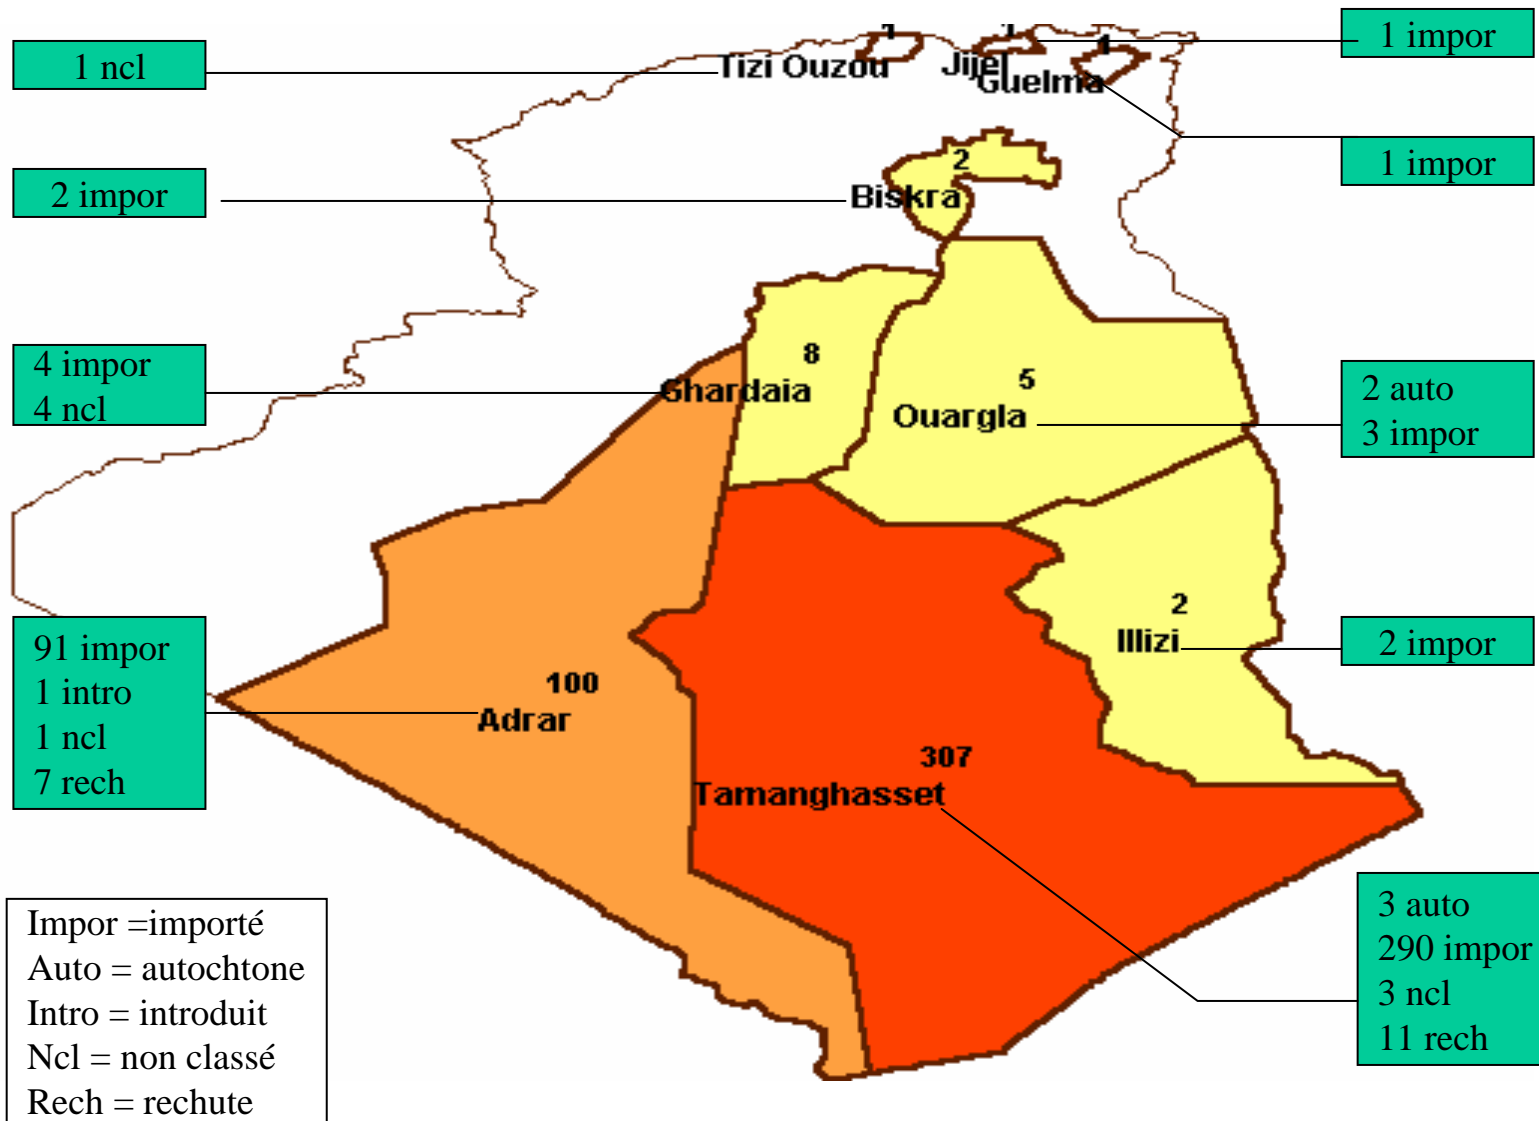 1
1
1 impor
1 ncl
Tizi Ouzou
Jijel
1
Guelma
1 impor
2
2 impor
Biskra
8
4 impor
4 ncl
Ghardaia
5
Ouargla
2 auto
3 impor
2
Illizi
2 impor
91 impor
1 intro
1 ncl
7 rech
100
Adrar
307
Tamanghasset
3 auto
290 impor
3 ncl
11 rech
Impor =importé
Auto = autochtone
Intro = introduit
Ncl = non classé
Rech = rechute